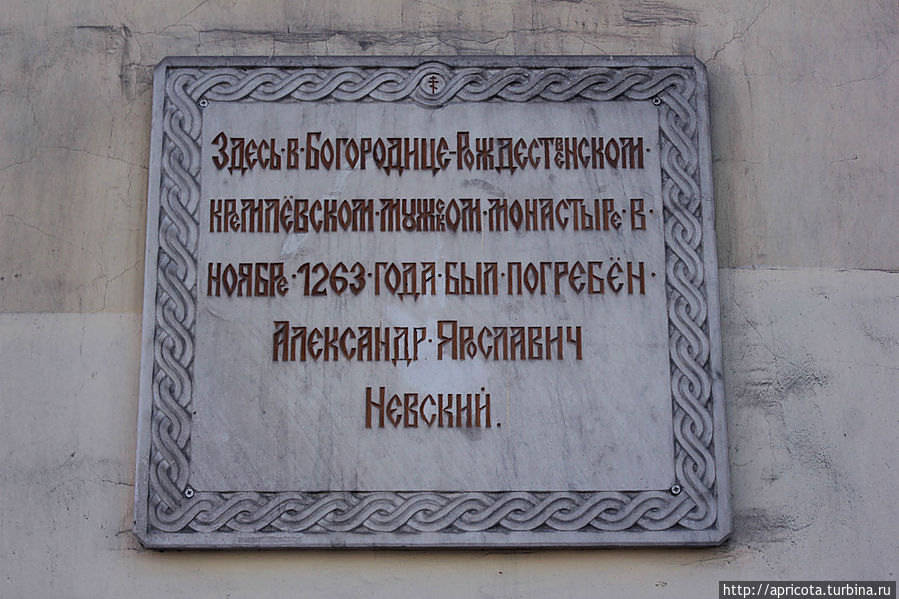 Здесь·в·Богородице-Рождественском·
кремлёвском·мужском·монастыре·в·
ноябре·1263·года·был·погребён·
Александр·Ярославич
Невский.
http://apricota.turbina.ru